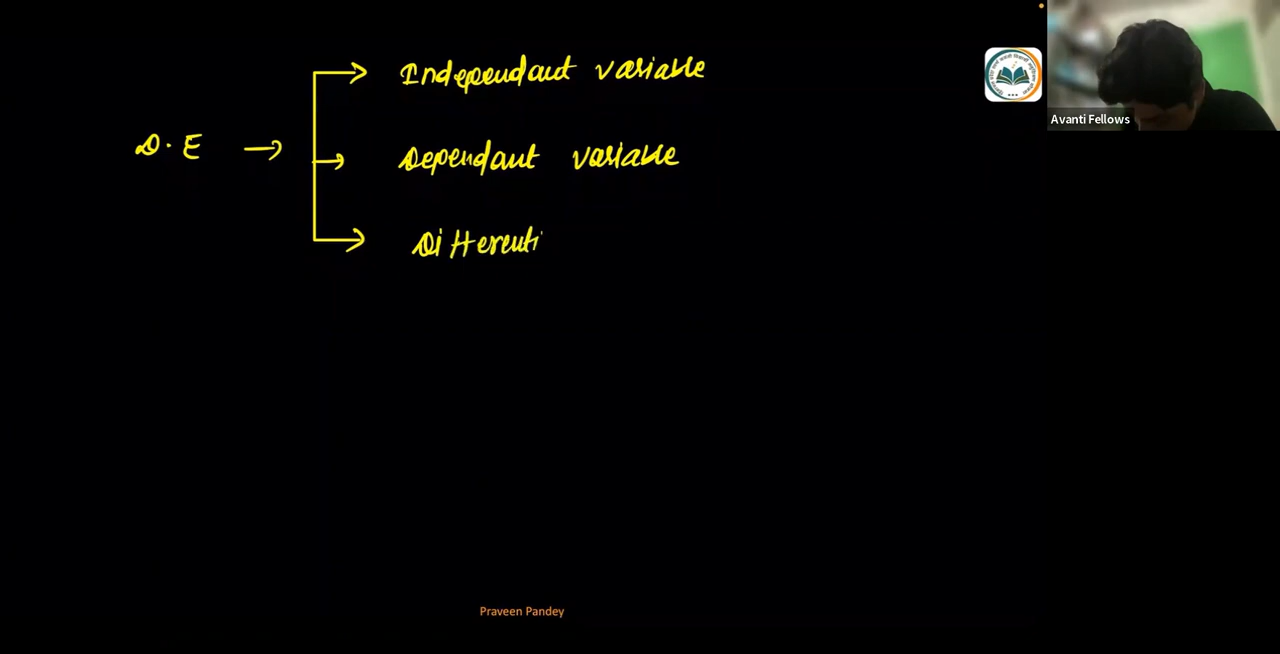 Independant variable
D.E →
Dependant variable
Differenti
Avanti Fellows
Praveen Pandey